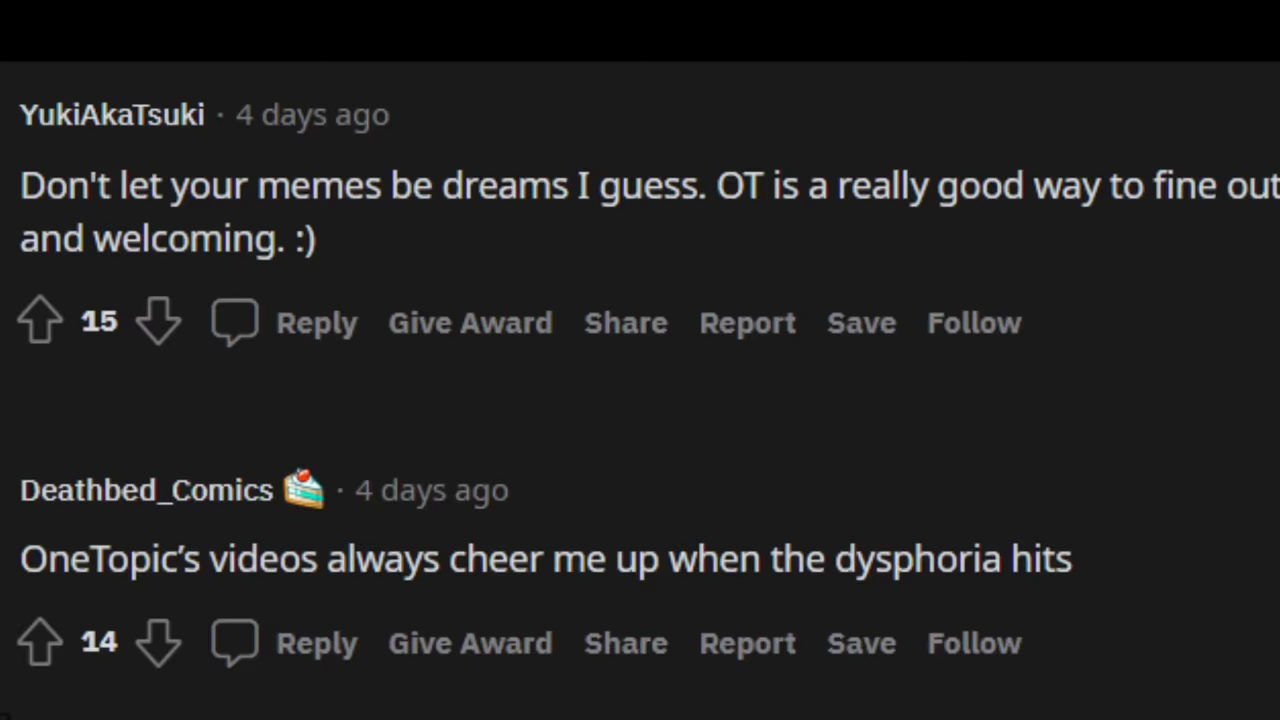 YukiAkaTsuki · 4 days ago
Don't let your memes be dreams I guess. OT is a really good way to fine out
and welcoming. :)
15 Reply Give Award Share Report Save Follow
Deathbed_Comics 🍰 · 4 days ago
OneTopic’s videos always cheer me up when the dysphoria hits
14 Reply Give Award Share Report Save Follow